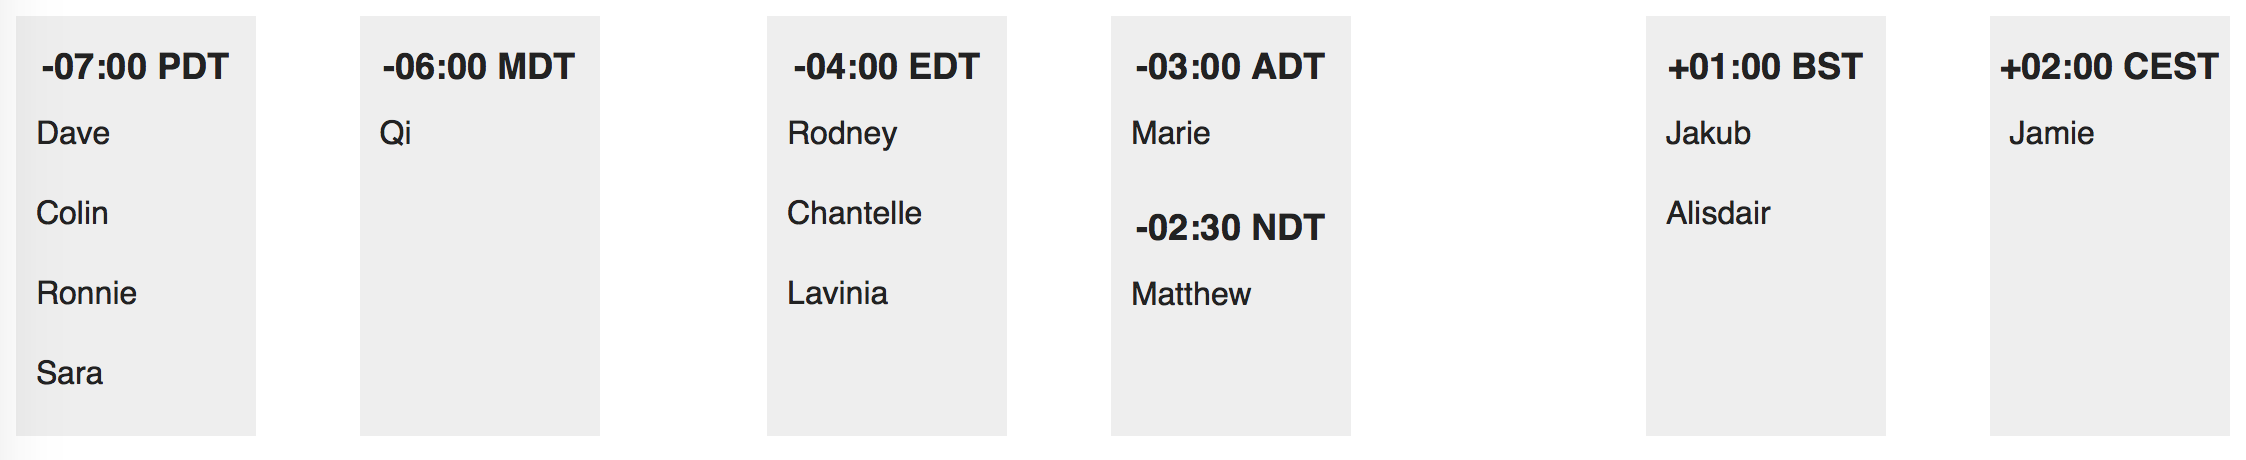 -07:00 PDT
Dave
Colin
Ronnie
Sara
-06:00 MDT
Qi
-04:00 EDT
Rodney
Chantelle
Lavinia
-03:00 ADT
Marie
-02:30 NDT
Matthew
+01:00 BST
Jakub
Alisdair
+02:00 CEST
Jamie